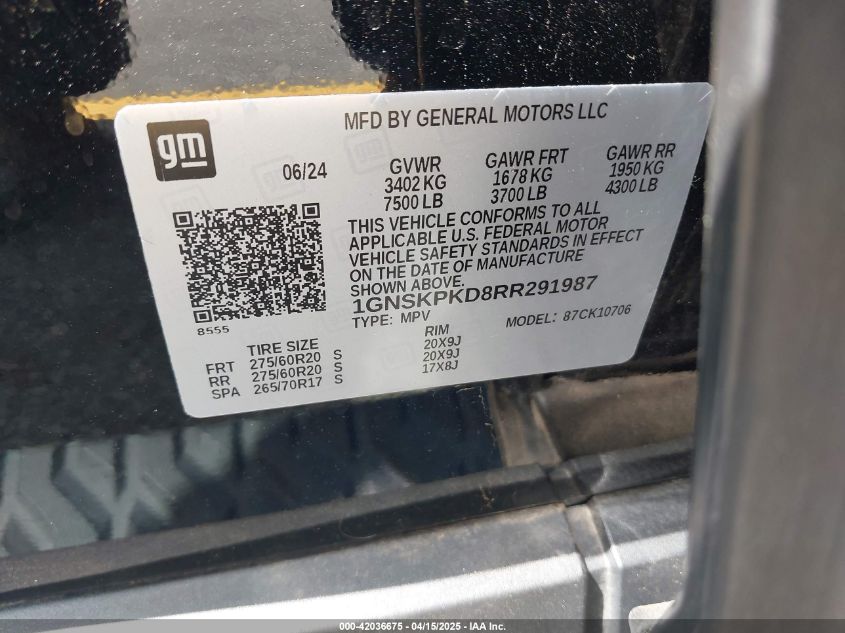 gm
MFD BY GENERAL MOTORS LLC
06/24
GVWR GAWR FRT GAWR RR
3402 KG 1678 KG 1950 KG
7500 LB 3700 LB 4300 LB
THIS VEHICLE CONFORMS TO ALL
APPLICABLE U.S. FEDERAL MOTOR
VEHICLE SAFETY STANDARDS IN EFFECT
ON THE DATE OF MANUFACTURE
SHOWN ABOVE.
1GNSKPKD8RR291987
8555
TYPE: MPV MODEL: 87CK10706
TIRE SIZE RIM
FRT 275/60R20 S 20X9J
RR 275/60R20 S 20X9J
SPA 265/70R17 S 17X8J
000-42036675 - 04/15/2025 - IAA Inc.